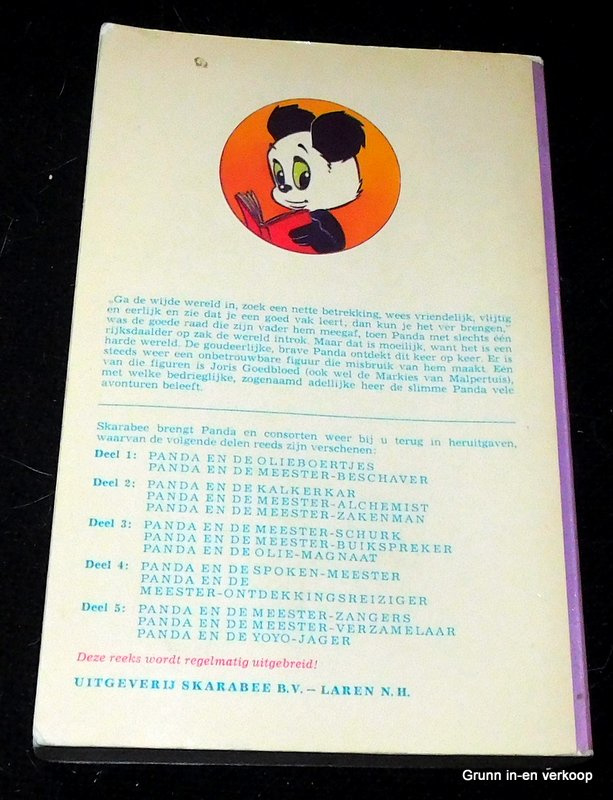 „Ga de wijde wereld in, zoek een nette betrekking, wees vriendelijk, vlijtig
en eerlijk en zie dat je een goed vak leert, dan kun je het ver brengen,"
was de goede raad die zijn vader hem meegaf, toen Panda met slechts één
rijksdaalder op zak de wereld introk. Maar dat is moeilijk, want het is een
harde wereld. De goudeerlijke, brave Panda ontdekt dit keer op keer. Er is
steeds weer een onbetrouwbare figuur die misbruik van hem maakt Eén
van die figuren is Joris Goedbloed (ook wel de Markies van Malpertuis),
met welke bedrieglijke, zogenaamd adellijke heer de slimme Panda vele
avonturen beleeft.
Skarabee brengt Panda en consorten weer bij u terug in heruitgaven,
waarvan de volgende delen reeds zijn verschenen:
Deel 1: PANDA EN DE OLIEBOERTJES
PANDA EN DE MEESTER-BESCHAVER
Deel 2: PANDA EN DE KALKERKAR
PANDA EN DE MEESTER-ALCHEMIST
PANDA EN DE MEESTER-ZAKENMAN
Deel 3: PANDA EN DE MEESTER-SCHURK
PANDA EN DE MEESTER-BUIKSPREKER
PANDA EN DE OLIE-MAGNAAT
Deel 4: PANDA EN DE SPOKEN-MEESTER
PANDA EN DE
MEESTER-ONTDEKKINGSREIZIGER
Deel 5: PANDA EN DE MEESTER-ZANGERS
PANDA EN DE MEESTER-VERZAMELAAR
PANDA EN DE YOYO-JAGER
Deze reeks wordt regelmatig uitgebreid!
UITGEVERIJ SKARABEE B.V. – LAREN N.H.
Grunn in-en verkoop